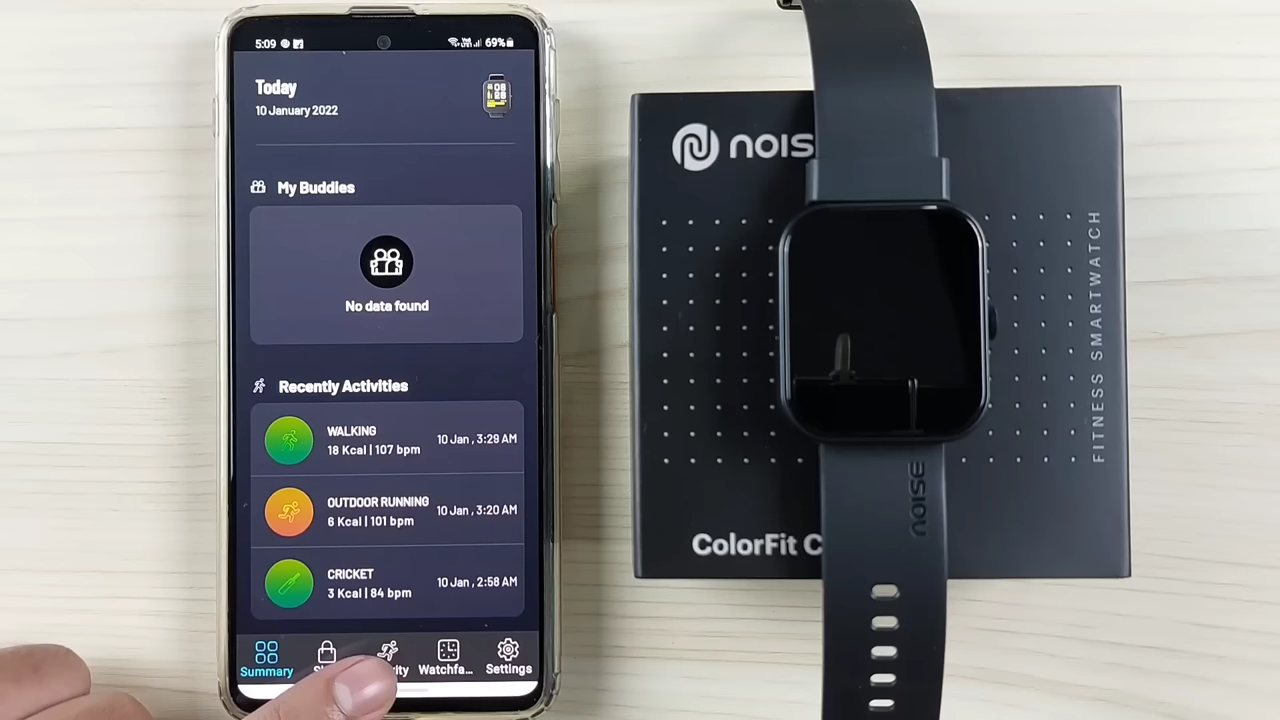 5:09
69%
Today
10 January 2022
My Buddies
No data found
Recently Activities
WALKING
18 Kcal | 107 bpm
10 Jan , 3:29 AM
OUTDOOR RUNNING
6 Kcal | 101 bpm
10 Jan , 3:20 AM
CRICKET
3 Kcal | 84 bpm
10 Jan , 2:58 AM
Summary
Watchfa...
Settings
NOIS
FITNESS SMARTWATCH
NOISE
ColorFit C